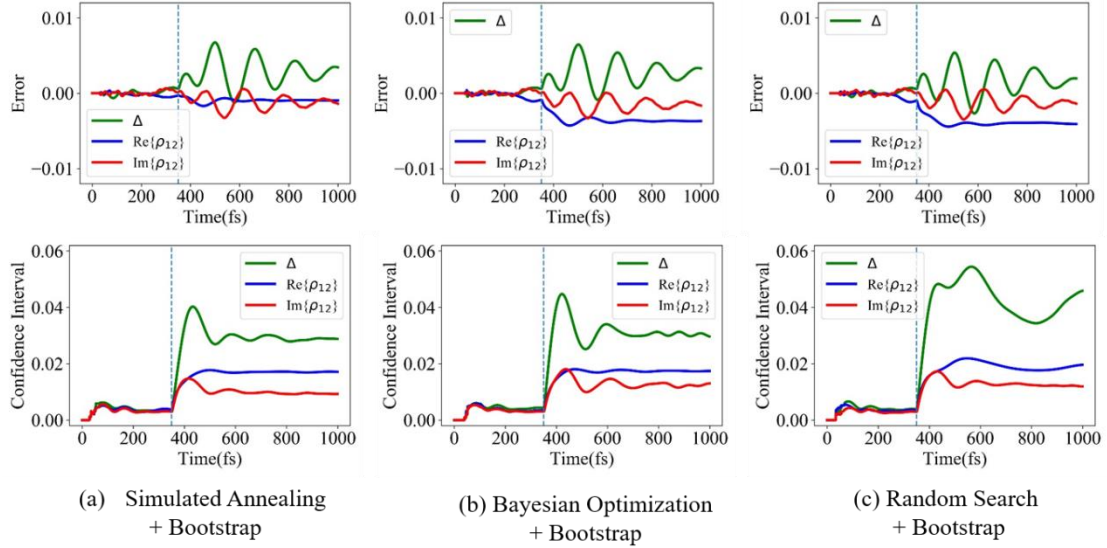 0.01
0.00
−0.01
Error
Δ
Re{ρ₁₂}
Im{ρ₁₂}
0 200 400 600 800 1000
Time(fs)
0.01
0.00
−0.01
Error
Δ
Re{ρ₁₂}
Im{ρ₁₂}
0 200 400 600 800 1000
Time(fs)
0.01
0.00
−0.01
Error
Δ
Re{ρ₁₂}
Im{ρ₁₂}
0 200 400 600 800 1000
Time(fs)
0.06
0.04
0.02
0.00
Confidence Interval
Δ
Re{ρ₁₂}
Im{ρ₁₂}
0 200 400 600 800 1000
Time(fs)
0.06
0.04
0.02
0.00
Confidence Interval
Δ
Re{ρ₁₂}
Im{ρ₁₂}
0 200 400 600 800 1000
Time(fs)
0.06
0.04
0.02
0.00
Confidence Interval
Δ
Re{ρ₁₂}
Im{ρ₁₂}
0 200 400 600 800 1000
Time(fs)
(a) Simulated Annealing
+ Bootstrap
(b) Bayesian Optimization
+ Bootstrap
(c) Random Search
+ Bootstrap